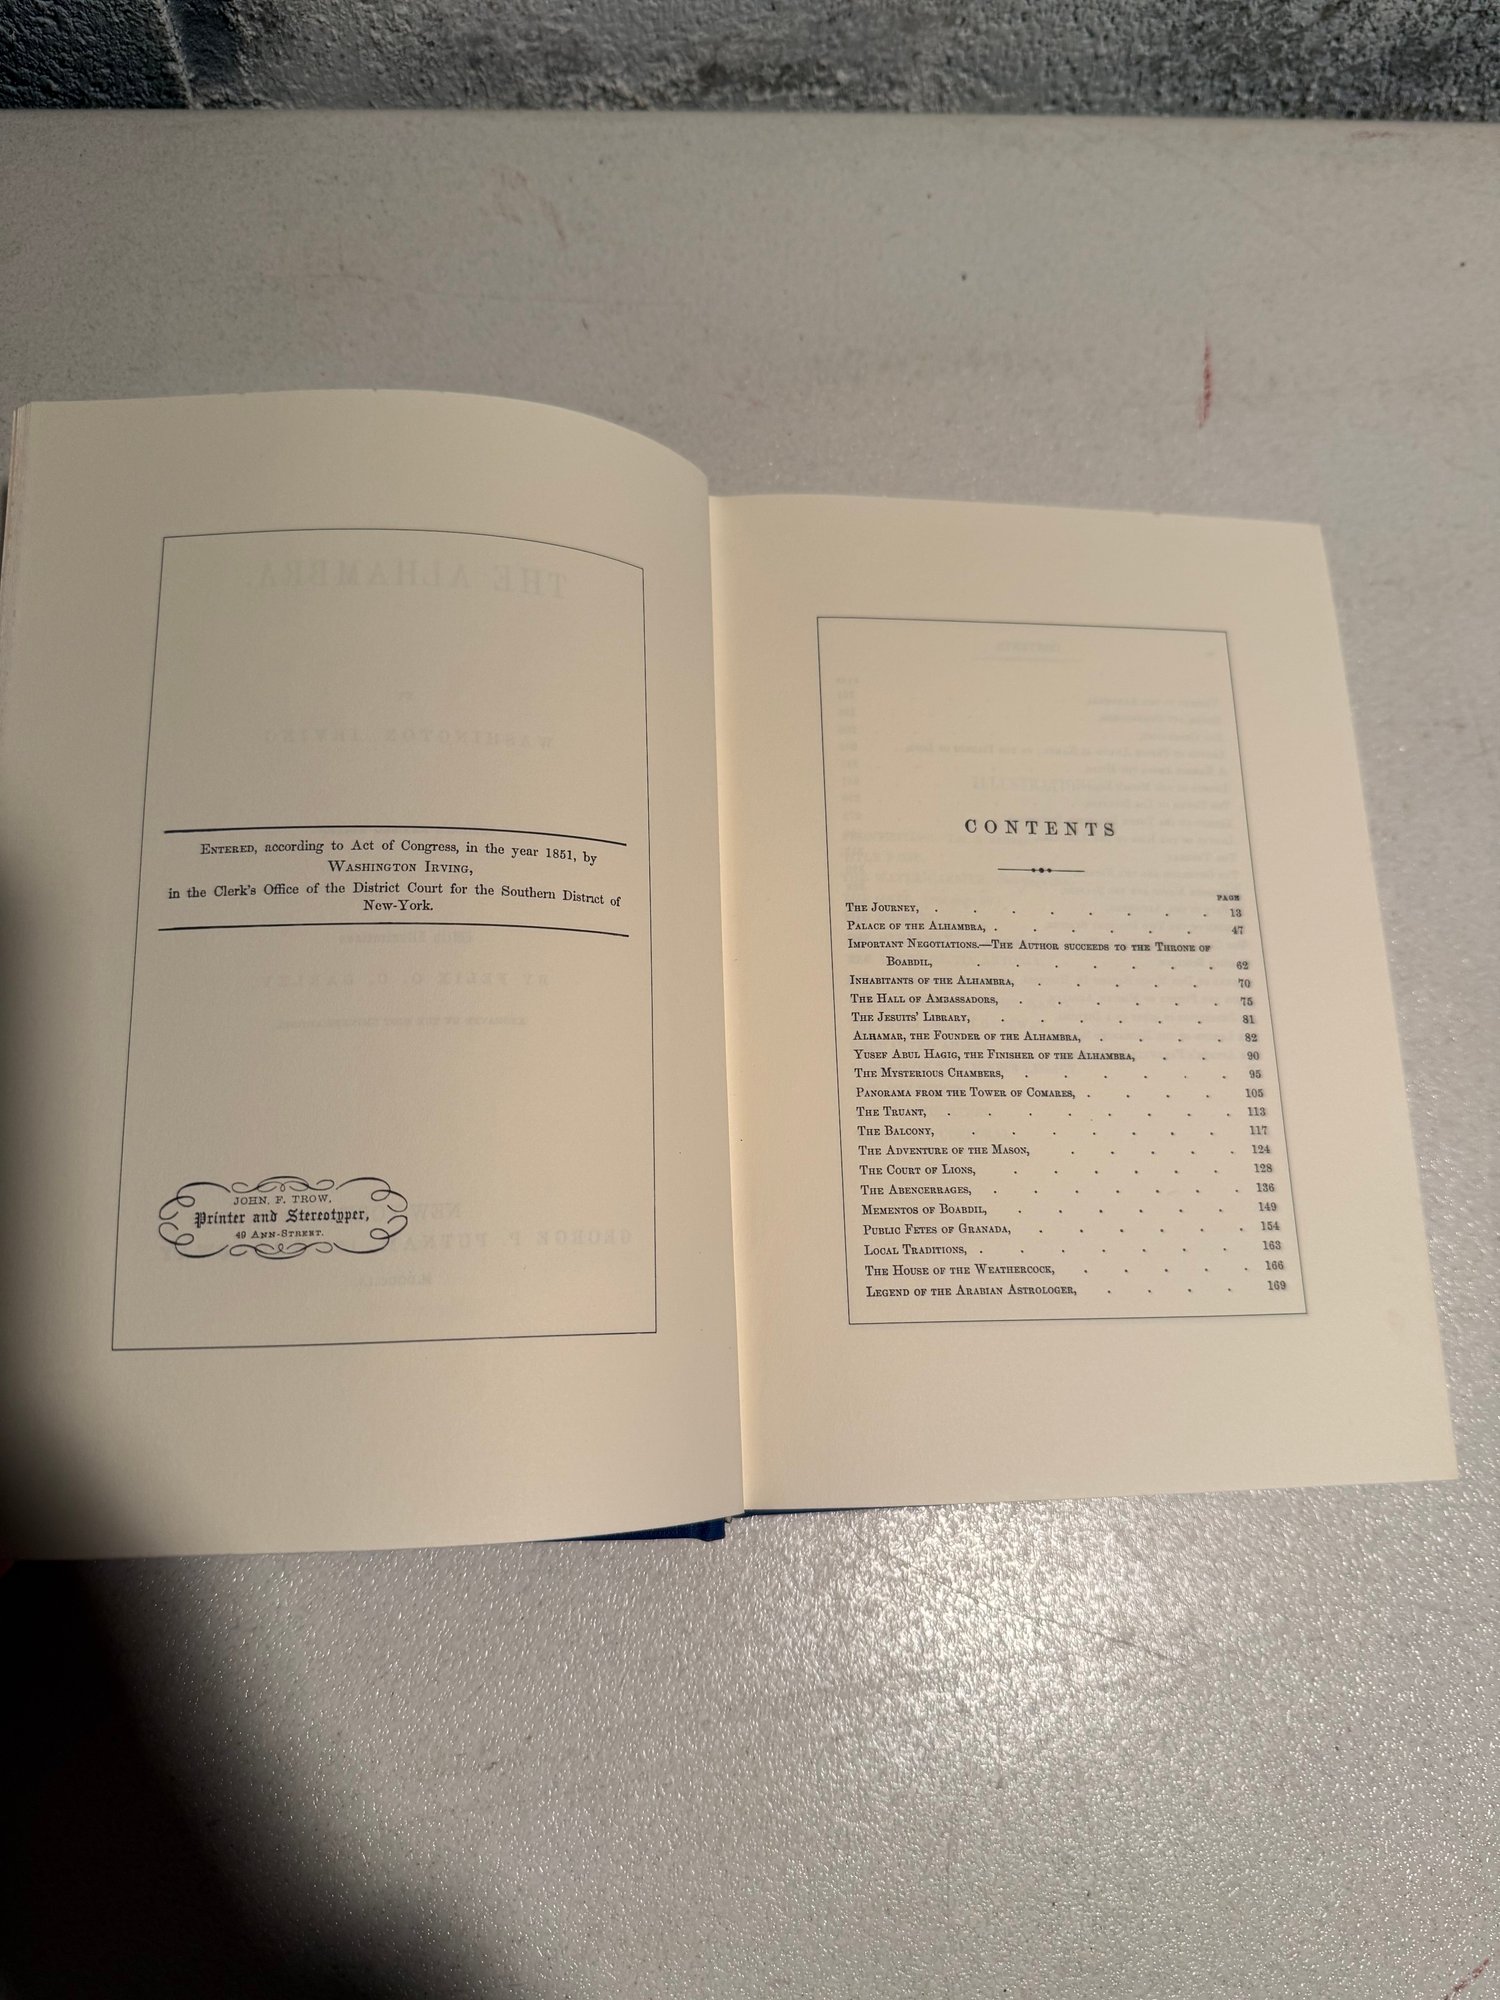 ENTERED, according to Act of Congress, in the year 1851, by
WASHINGTON IRVING,
in the Clerk's Office of the District Court for the Southern District of
New-York.
JOHN. F. TROW,
Printer and Stereotyper,
49 ANN-STREET.
CONTENTS
PAGE
THE JOURNEY, . . . . . . . . 13
PALACE OF THE ALHAMBRA, . . . . . . 47
IMPORTANT NEGOTIATIONS.—THE AUTHOR SUCCEEDS TO THE THRONE OF
BOABDIL, . . . . . . . 62
INHABITANTS OF THE ALHAMBRA, . . . . . 70
THE HALL OF AMBASSADORS, . . . . . . 75
THE JESUITS' LIBRARY, . . . . . . 81
ALHAMAR, THE FOUNDER OF THE ALHAMBRA, . . . . 82
YUSEF ABUL HAGIG, THE FINISHER OF THE ALHAMBRA, . . 90
THE MYSTERIOUS CHAMBERS, . . . . . . 95
PANORAMA FROM THE TOWER OF COMARES, . . . . 105
THE TRUANT, . . . . . . . . 113
THE BALCONY, . . . . . . . 117
THE ADVENTURE OF THE MASON, . . . . . 124
THE COURT OF LIONS, . . . . . . 128
THE ABENCERRAGES, . . . . . . . 136
MEMENTOS OF BOABDIL, . . . . . . 149
PUBLIC FETES OF GRANADA, . . . . . . 154
LOCAL TRADITIONS, . . . . . . . 163
THE HOUSE OF THE WEATHERCOCK, . . . . . 166
LEGEND OF THE ARABIAN ASTROLOGER, . . . . 169